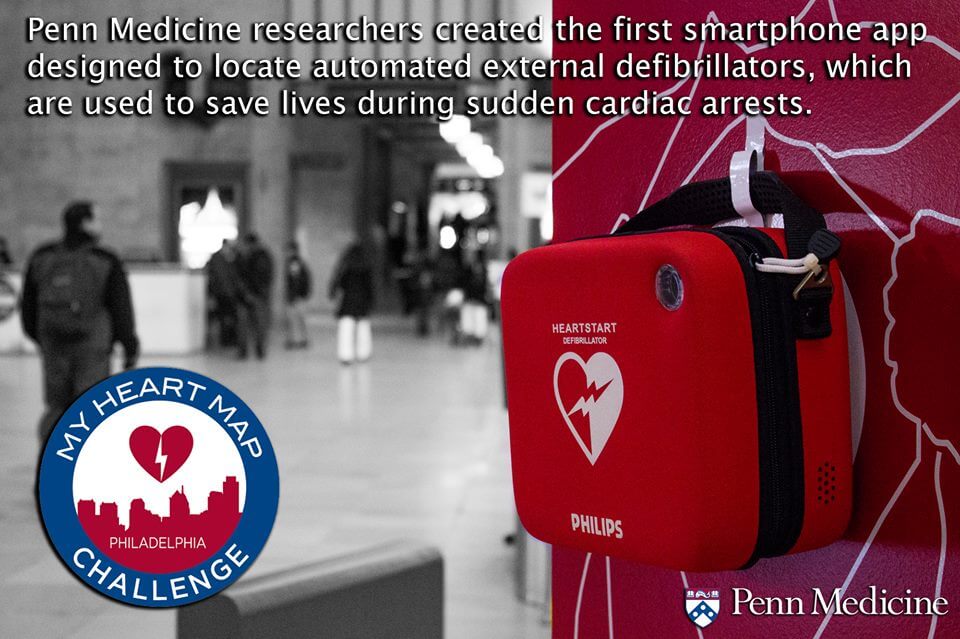 Penn Medicine researchers created the first smartphone app
designed to locate automated external defibrillators, which
are used to save lives during sudden cardiac arrests.
HEARTSTART
DEFIBRILLATOR
PHILIPS
MY HEART MAP
PHILADELPHIA
CHALLENGE
Penn Medicine